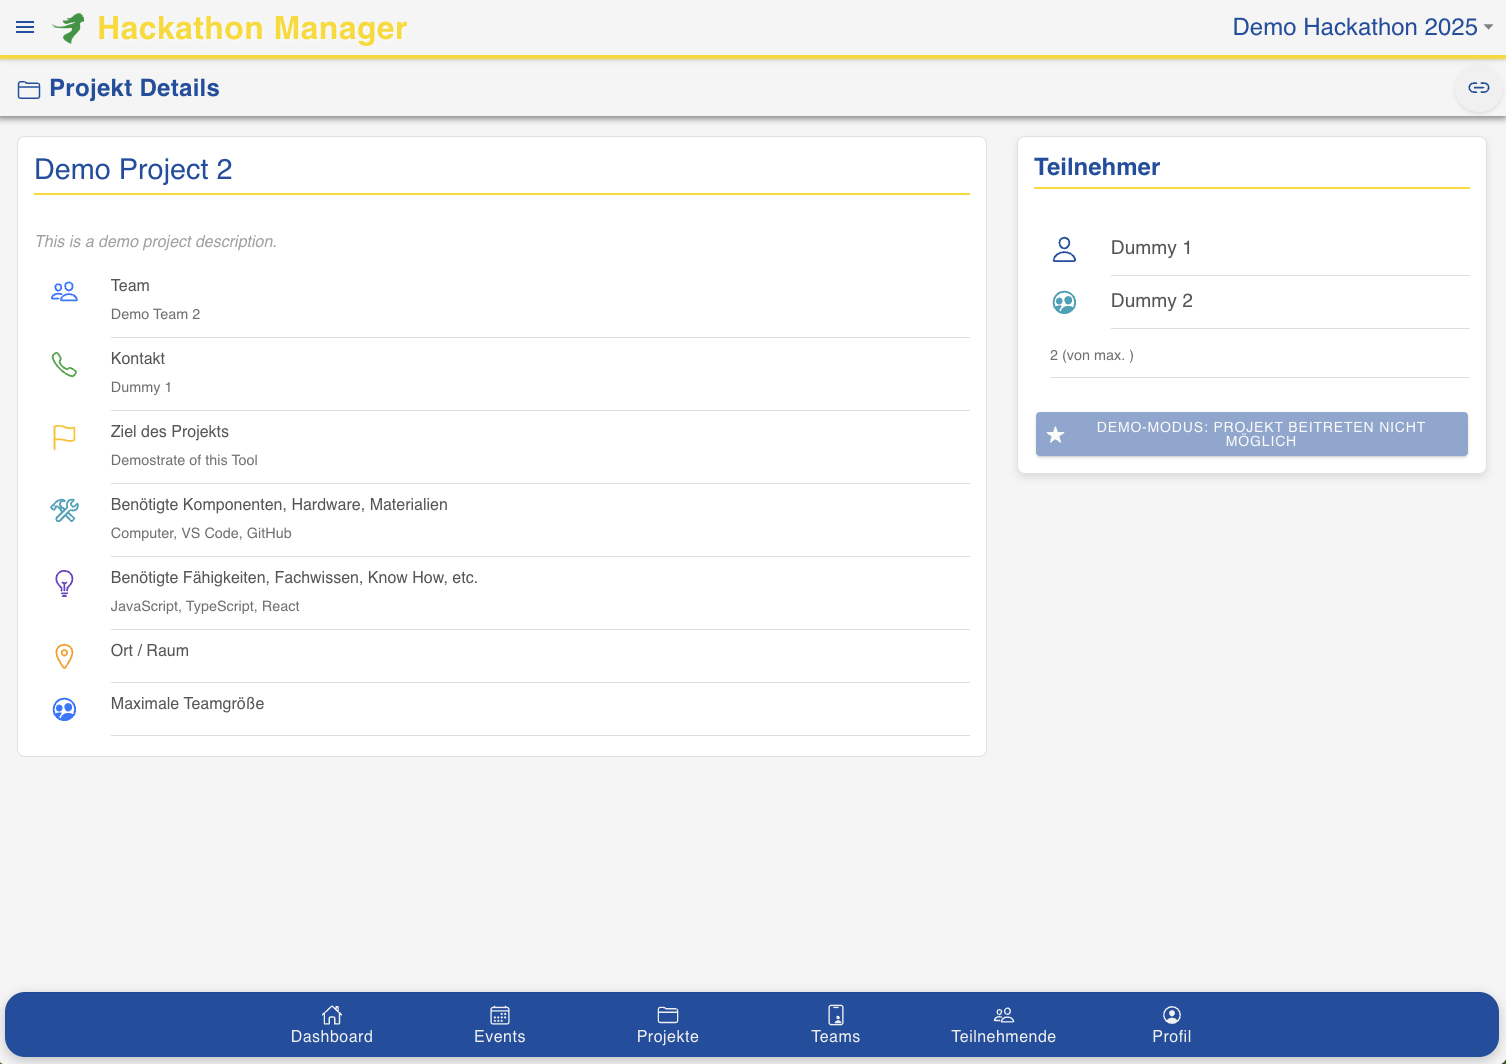 Hackathon Manager
Demo Hackathon 2025
Projekt Details
Demo Project 2
This is a demo project description.
Team
Demo Team 2
Kontakt
Dummy 1
Ziel des Projekts
Demostrate of this Tool
Benötigte Komponenten, Hardware, Materialien
Computer, VS Code, GitHub
Benötigte Fähigkeiten, Fachwissen, Know How, etc.
JavaScript, TypeScript, React
Ort / Raum
Maximale Teamgröße
Teilnehmer
Dummy 1
Dummy 2
2 (von max. )
DEMO-MODUS: PROJEKT BEITRETEN NICHT
MÖGLICH
Dashboard
Events
Projekte
Teams
Teilnehmende
Profil